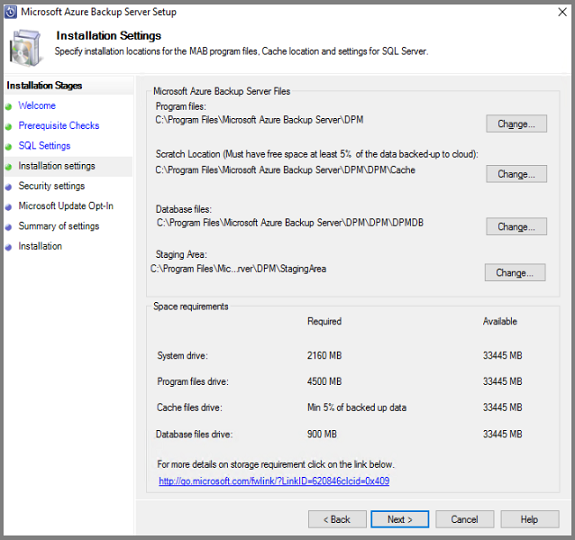 Microsoft Azure Backup Server Setup
Installation Settings
Specify installation locations for the MAB program files, Cache location and settings for SQL Server.
Installation Stages
Welcome
Prerequisite Checks
SQL Settings
Installation settings
Security settings
Microsoft Update Opt-In
Summary of settings
Installation
Microsoft Azure Backup Server Files
Program files:
C:\Program Files\Microsoft Azure Backup Server\DPM
Change...
Scratch Location (Must have free space at least 5% of the data backed-up to cloud):
C:\Program Files\Microsoft Azure Backup Server\DPM\DPM\Cache
Change...
Database files:
C:\Program Files\Microsoft Azure Backup Server\DPM\DPM\DPMDB
Change...
Staging Area:
C:\Program Files\Mic...rver\DPM\StagingArea
Change...
Space requirements
Required Available
System drive: 2160 MB 33445 MB
Program files drive: 4500 MB 33445 MB
Cache files drive: Min 5% of backed up data 33445 MB
Database files drive: 900 MB 33445 MB
For more details on storage requirement click on the link below.
http://go.microsoft.com/fwlink/?LinkID=620846clcid=0x409
< Back Next > Cancel Help